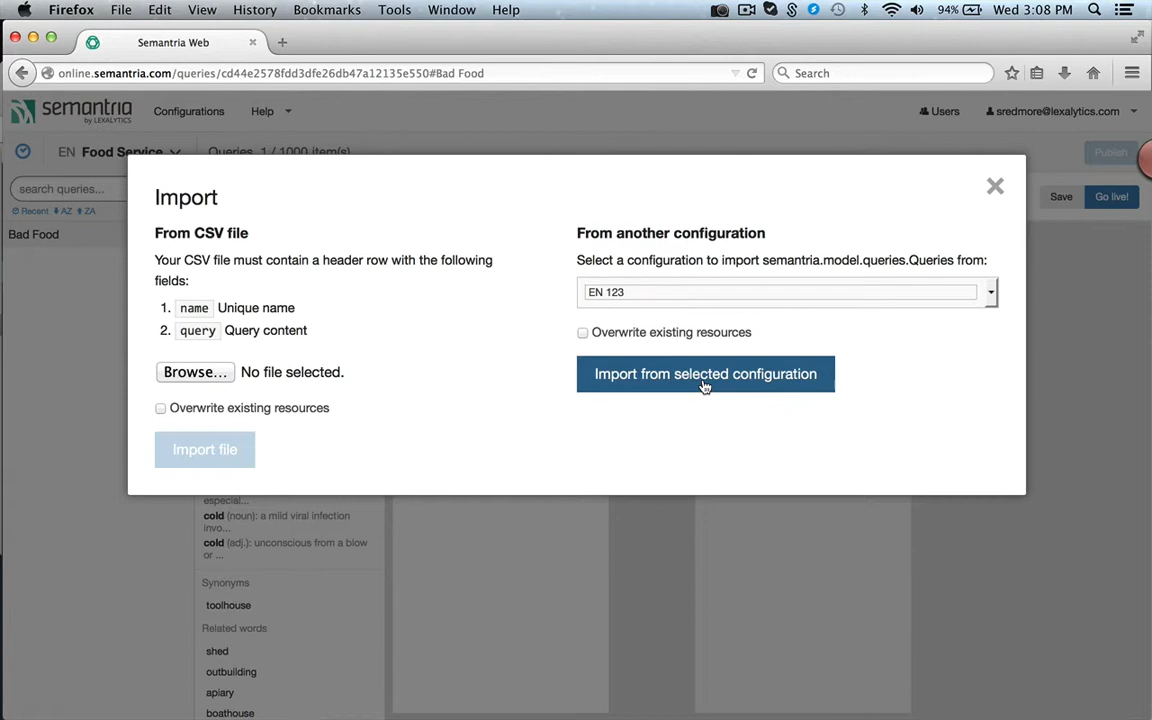 Firefox File Edit View History Bookmarks Tools Window Help 94% Wed 3:08 PM
Semantria Web
online.semantria.com/queries/cd44e2578fdd3dfe26db47a12135e550#Bad Food
Search
semantria
by LEXALYTICS
Configurations
Help
Users
sredmore@lexalytics.com
EN Food Service
Queries 1 / 1000 item(s)
Publish
search queries...
Save
Go live!
Recent AZ ZA
Bad Food
Import
From CSV file
Your CSV file must contain a header row with the following
fields:
1. name Unique name
2. query Query content
Browse... No file selected.
Overwrite existing resources
Import file
From another configuration
Select a configuration to import semantria.model.queries.Queries from:
EN 123
Overwrite existing resources
Import from selected configuration
especial...
cold (noun): a mild viral infection
invo...
cold (adj.): unconscious from a blow
or ...
Synonyms
toolhouse
Related words
shed
outbuilding
apiary
boathouse